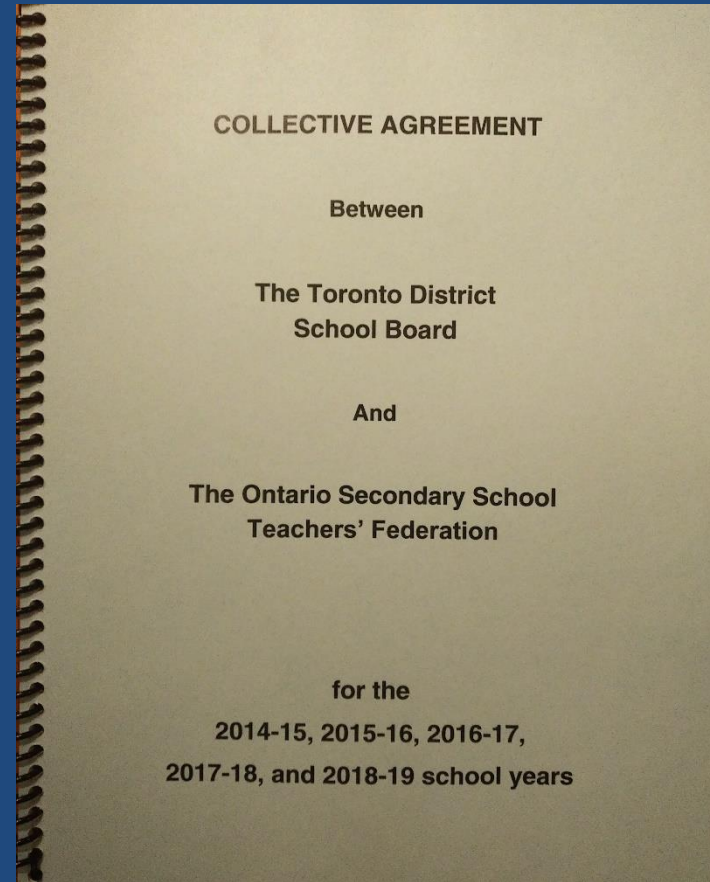 COLLECTIVE AGREEMENT
Between
The Toronto District
School Board
And
The Ontario Secondary School
Teachers’ Federation
for the
2014-15, 2015-16, 2016-17,
2017-18, and 2018-19 school years